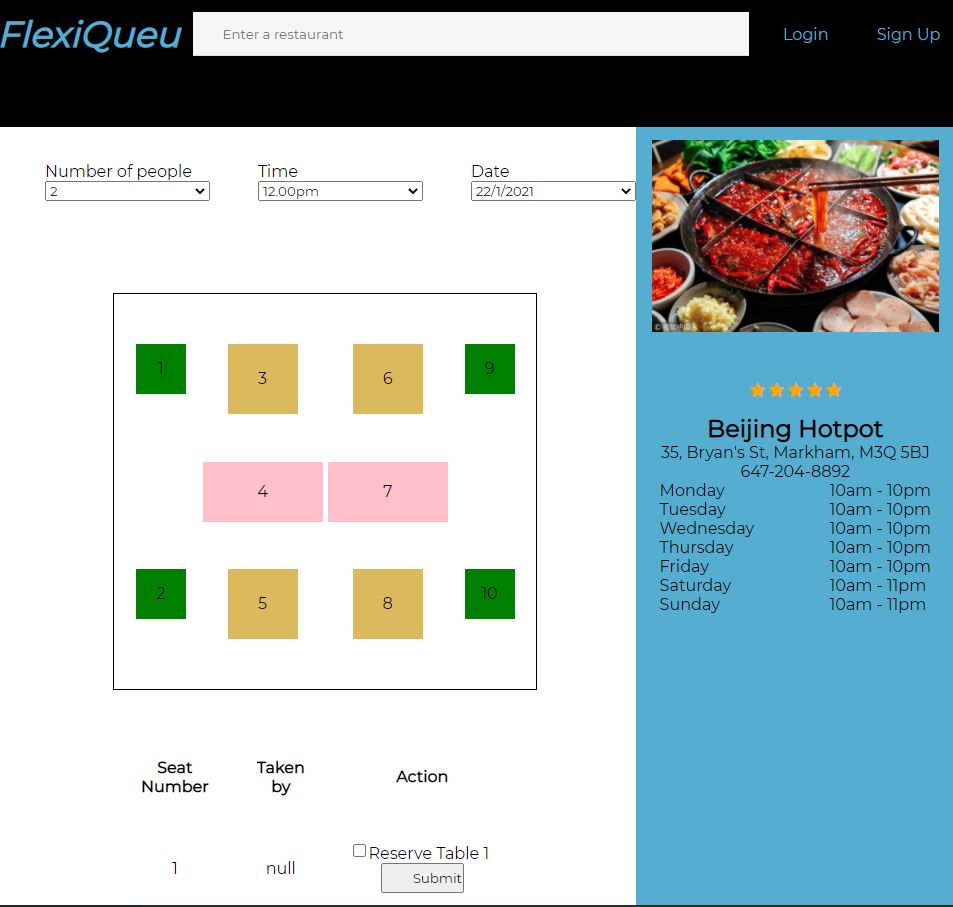 FlexiQueu
Enter a restaurant
Login
Sign Up
Number of people
2
Time
12.00pm
Date
22/1/2021
1
3
6
9
4
7
2
5
8
10
Seat
Number
Taken
by
Action
1
null
Reserve Table 1
Submit
Beijing Hotpot
35, Bryan's St, Markham, M3Q 5BJ
647-204-8892
Monday 10am - 10pm
Tuesday 10am - 10pm
Wednesday 10am - 10pm
Thursday 10am - 10pm
Friday 10am - 10pm
Saturday 10am - 11pm
Sunday 10am - 11pm